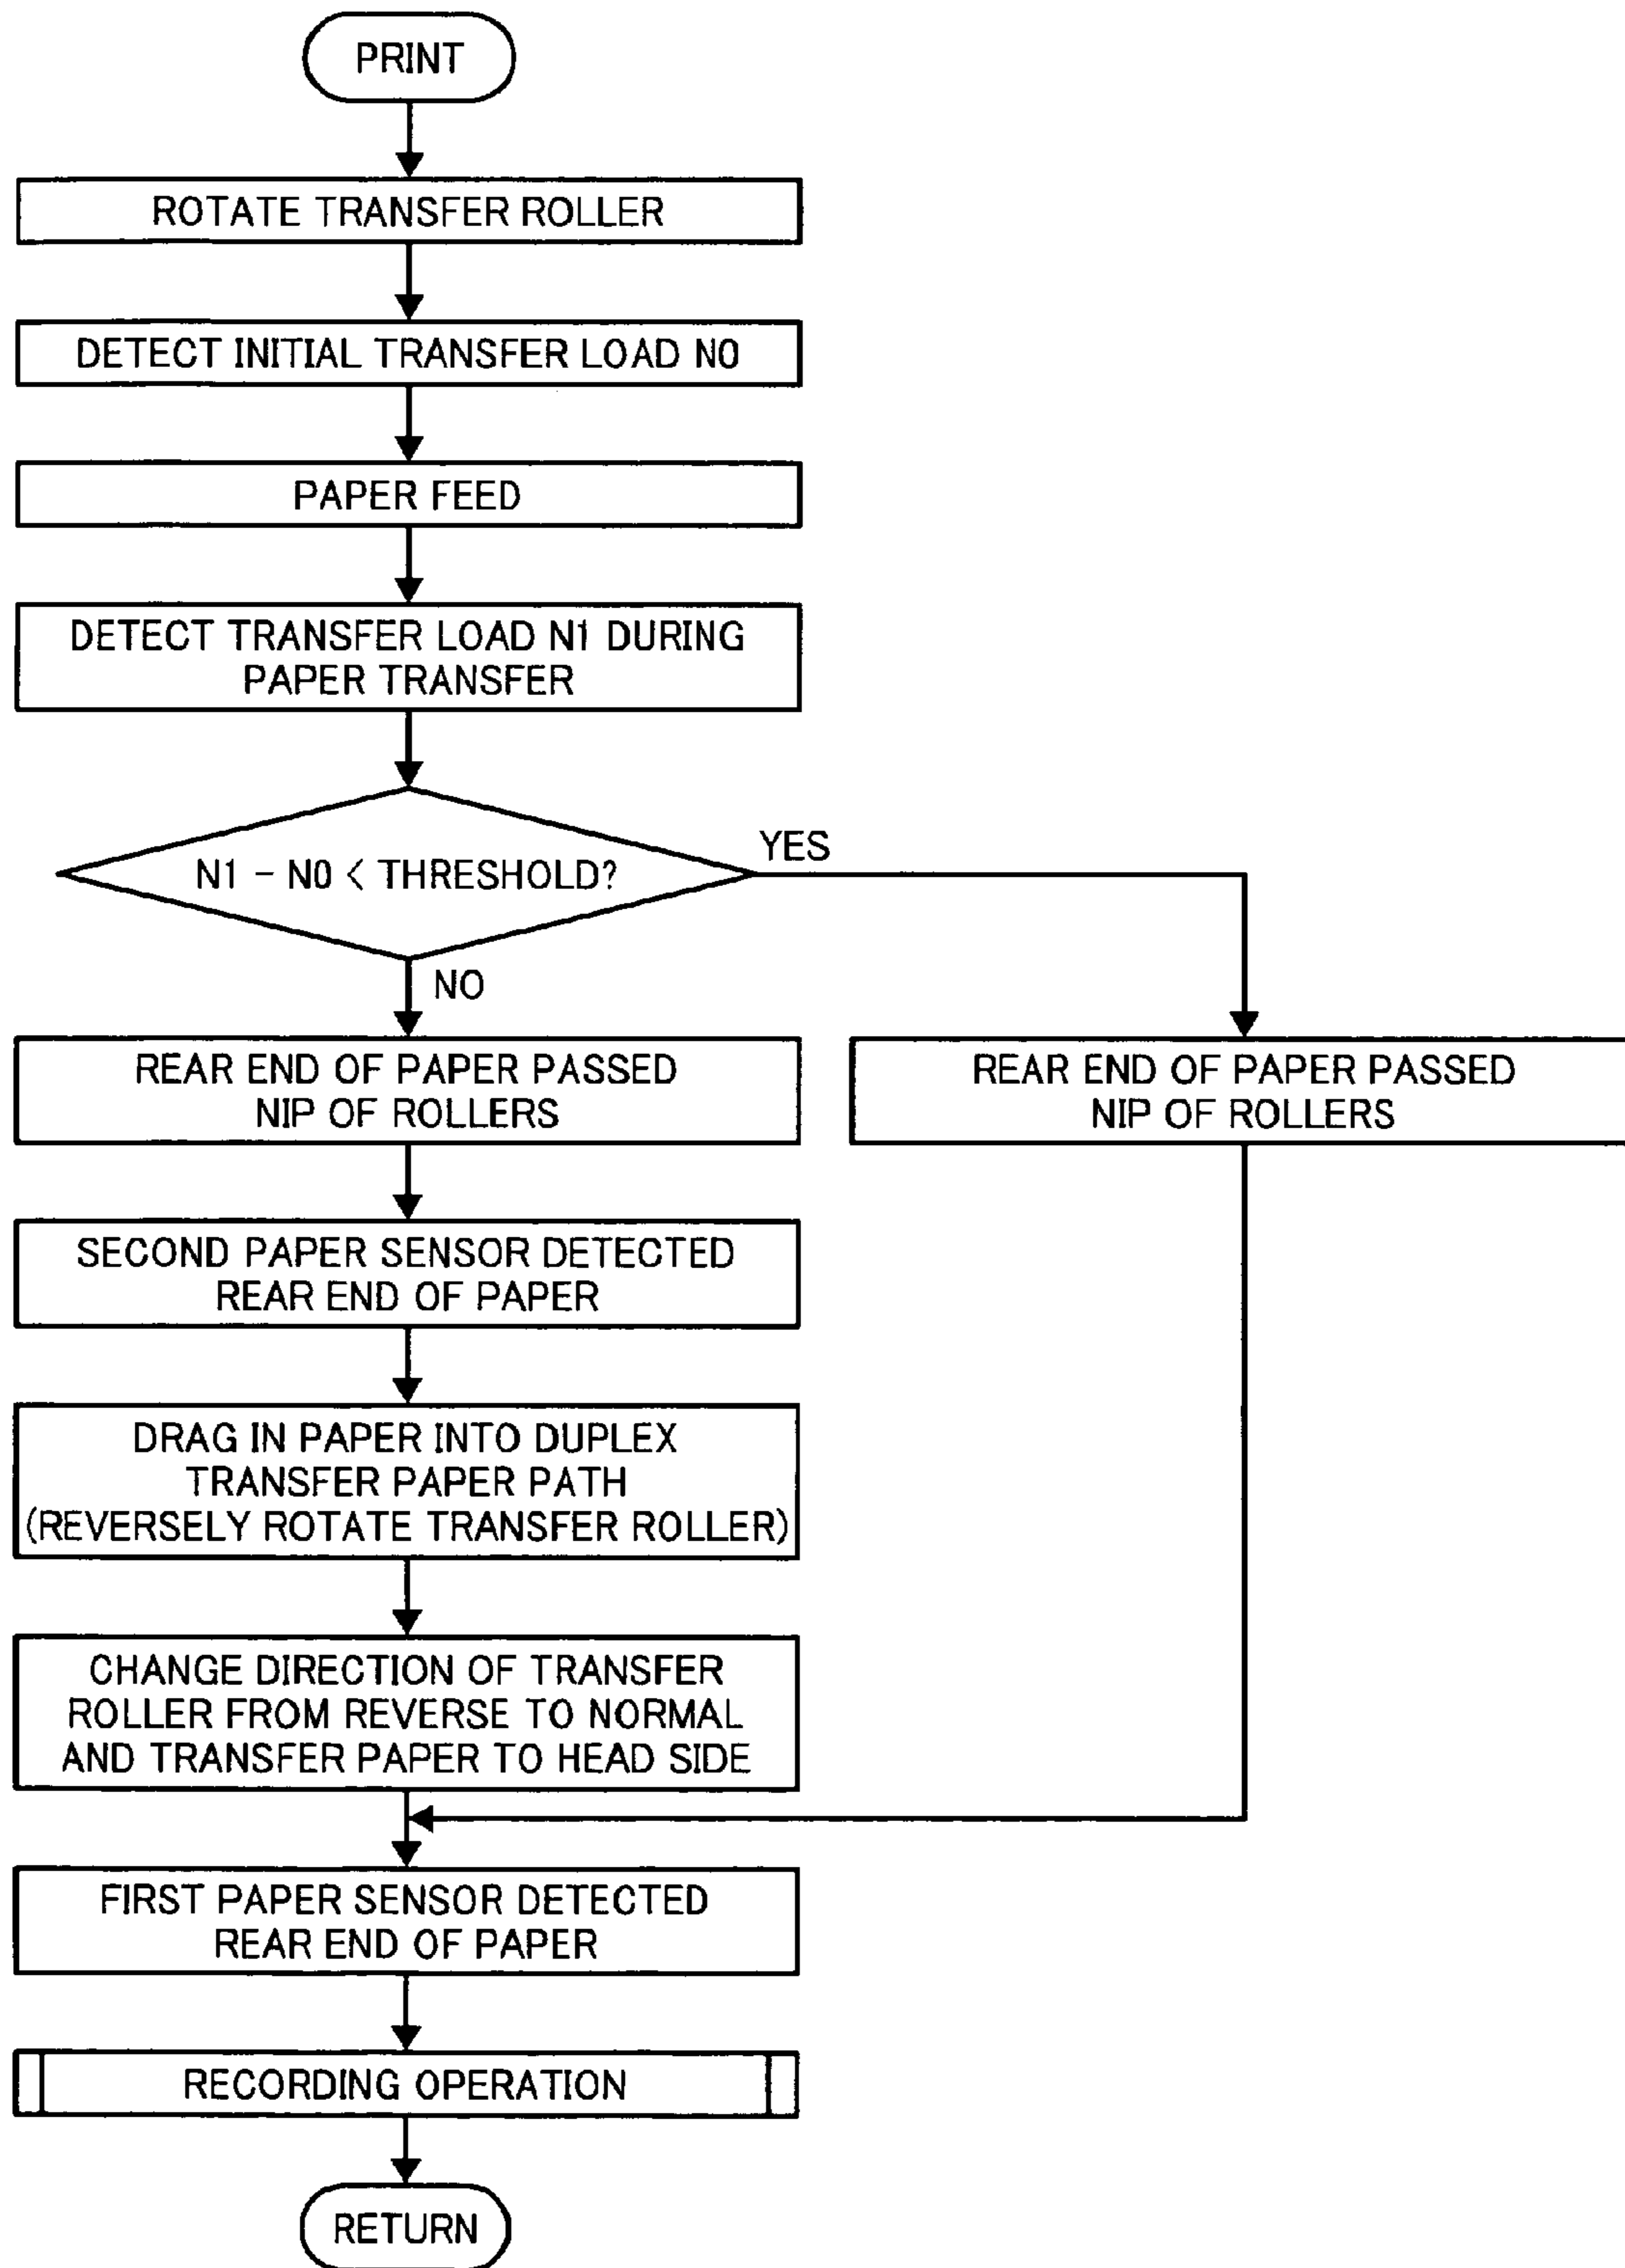 PRINT
ROTATE TRANSFER ROLLER
DETECT INITIAL TRANSFER LOAD N0
PAPER FEED
DETECT TRANSFER LOAD N1 DURING
PAPER TRANSFER
N1 – N0 < THRESHOLD?
YES
NO
REAR END OF PAPER PASSED
NIP OF ROLLERS
REAR END OF PAPER PASSED
NIP OF ROLLERS
SECOND PAPER SENSOR DETECTED
REAR END OF PAPER
DRAG IN PAPER INTO DUPLEX
TRANSFER PAPER PATH
(REVERSELY ROTATE TRANSFER ROLLER)
CHANGE DIRECTION OF TRANSFER
ROLLER FROM REVERSE TO NORMAL
AND TRANSFER PAPER TO HEAD SIDE
FIRST PAPER SENSOR DETECTED
REAR END OF PAPER
RECORDING OPERATION
RETURN